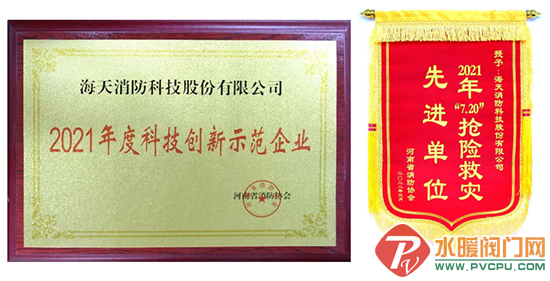 海天消防科技股份有限公司
2021年度科技创新示范企业
河南省消防协会
授予：海天消防科技股份有限公司
2021年“7.20”抢险救灾
先进单位
河南省消防协会
水暖阀门网
WWW.PVCPU.COM